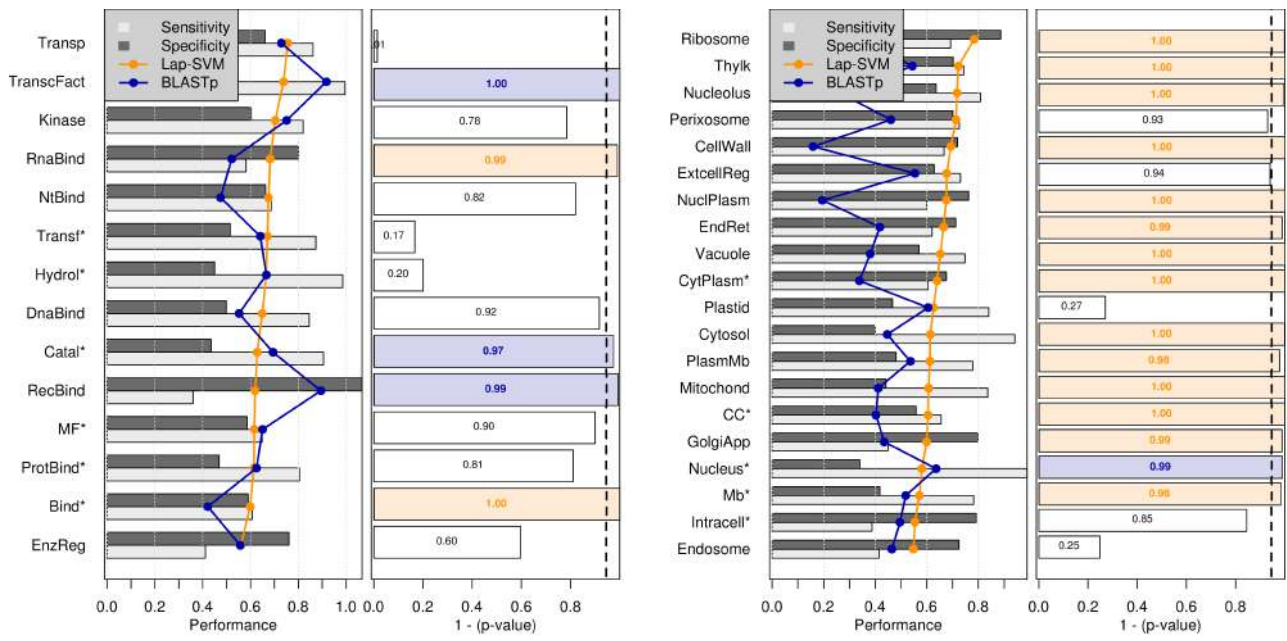 Sensitivity
Specificity
Lap-SVM
BLASTp
Transp
TranscFact
Kinase
RnaBind
NtBind
Transf*
Hydrol*
DnaBind
Catal*
RecBind
MF*
ProtBind*
Bind*
EnzReg
0.0 0.2 0.4 0.6 0.8 1.0
Performance
1.00
0.78
0.99
0.82
0.17
0.20
0.92
0.97
0.99
0.90
0.81
1.00
0.60
0.0 0.2 0.4 0.6 0.8
1 - (p-value)
Sensitivity
Specificity
Lap-SVM
BLASTp
Ribosome
Thylk
Nucleolus
Perixosome
CellWall
ExtcellReg
NuclPlasm
EndRet
Vacuole
CytPlasm*
Plastid
Cytosol
PlasmMb
Mitochond
CC*
GolgiApp
Nucleus*
Mb*
Intracell*
Endosome
0.0 0.2 0.4 0.6 0.8
Performance
1.00
1.00
1.00
0.93
1.00
0.94
1.00
0.99
1.00
1.00
0.27
1.00
0.98
1.00
1.00
0.99
0.99
0.98
0.85
0.25
0.0 0.2 0.4 0.6 0.8
1 - (p-value)